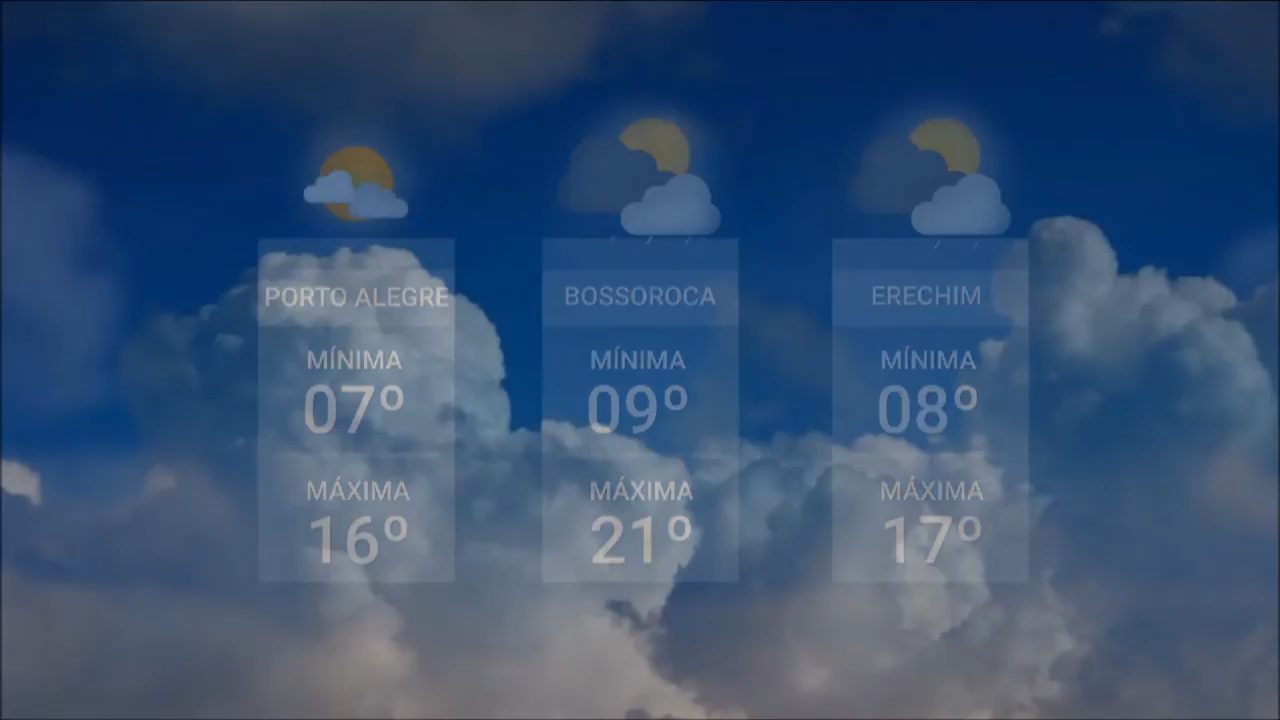 PORTO ALEGRE
MÍNIMA
07º
MÁXIMA
16º
BOSSOROCA
MÍNIMA
09º
MÁXIMA
21º
ERECHIM
MÍNIMA
08º
MÁXIMA
17º